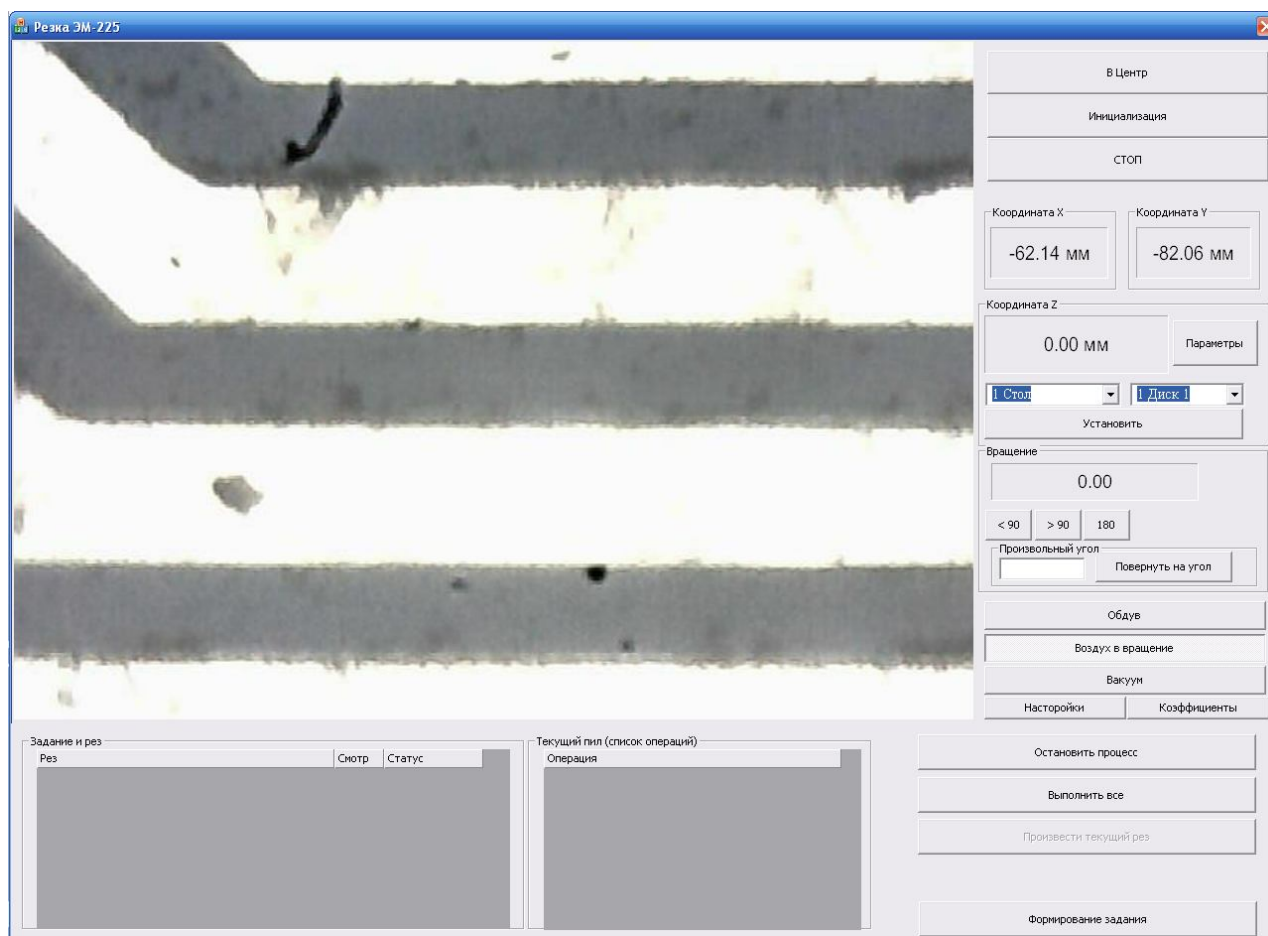 Резка ЭМ-225
В Центр
Инициализация
СТОП
Координата X
Координата Y
-62.14 мм
-82.06 мм
Координата Z
0.00 мм
Параметры
1 Стол
1 Диск 1
Установить
Вращение
0.00
< 90
> 90
180
Произвольный угол
Повернуть на угол
Обдув
Воздух в вращение
Вакуум
Насторойки
Коэффициенты
Задание и рез
Рез
Смотр
Статус
Текущий пил (список операций)
Операция
Остановить процесс
Выполнить все
Произвести текущий рез
Формирование задания